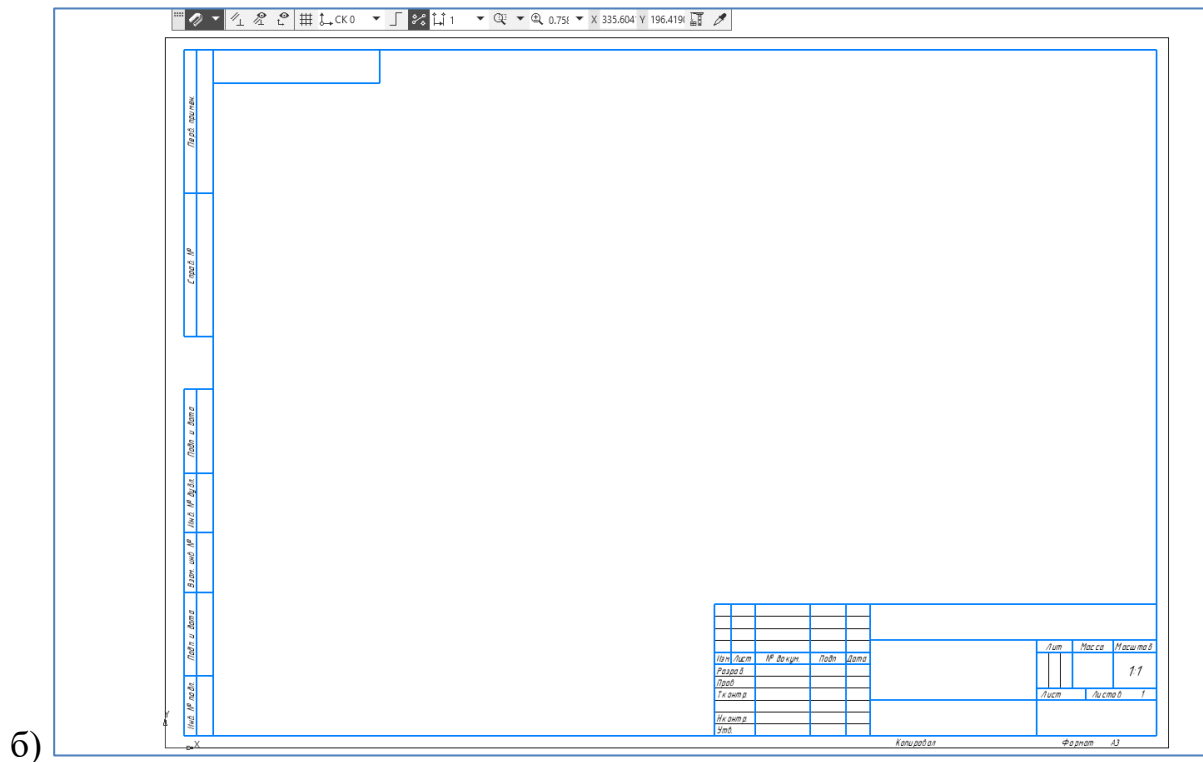 СК 0 1 0.758 X 335.604 Y 196.419
Перв. примен.
Справ. №
Подп. и дата
Инв. № дубл.
Взам. инв. №
Подп. и дата
Инв. № подл.
Лит. Масса Масштаб
Изм. Лист № докум. Подп. Дата
Разраб.
1:1
Пров.
Т.контр.
Лист Листов 1
Н.контр.
Утв.
Копировал Формат А3
Y
X
б)